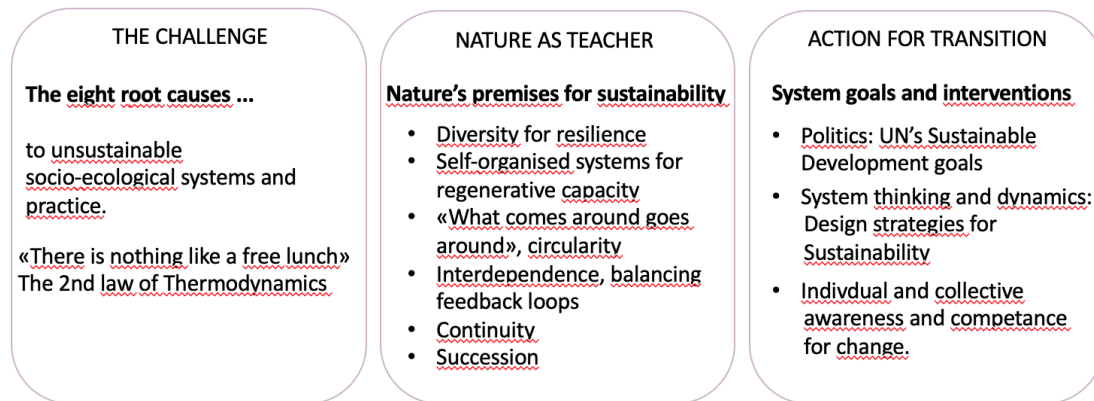 THE CHALLENGE
The eight root causes ...
to unsustainable
socio-ecological systems and
practice.
«There is nothing like a free lunch»
The 2nd law of Thermodynamics
NATURE AS TEACHER
Nature's premises for sustainability
• Diversity for resilience
• Self-organised systems for
regenerative capacity
• «What comes around goes
around», circularity
• Interdependence, balancing
feedback loops
• Continuity
• Succession
ACTION FOR TRANSITION
System goals and interventions
• Politics: UN's Sustainable
Development goals
• System thinking and dynamics:
Design strategies for
Sustainability
• Indivdual and collective
awareness and competance
for change.